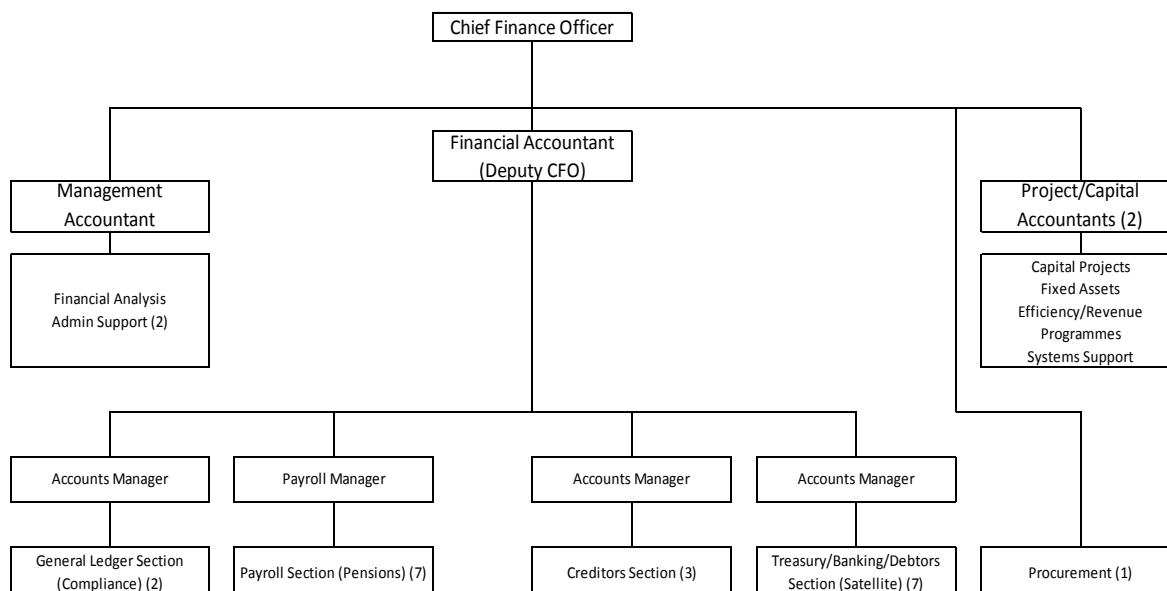 Chief Finance Officer
Financial Accountant
(Deputy CFO)
Management
Accountant
Project/Capital
Accountants (2)
Financial Analysis
Admin Support (2)
Capital Projects
Fixed Assets
Efficiency/Revenue
Programmes
Systems Support
Accounts Manager
Payroll Manager
Accounts Manager
Accounts Manager
General Ledger Section
(Compliance) (2)
Payroll Section (Pensions) (7)
Creditors Section (3)
Treasury/Banking/Debtors
Section (Satellite) (7)
Procurement (1)